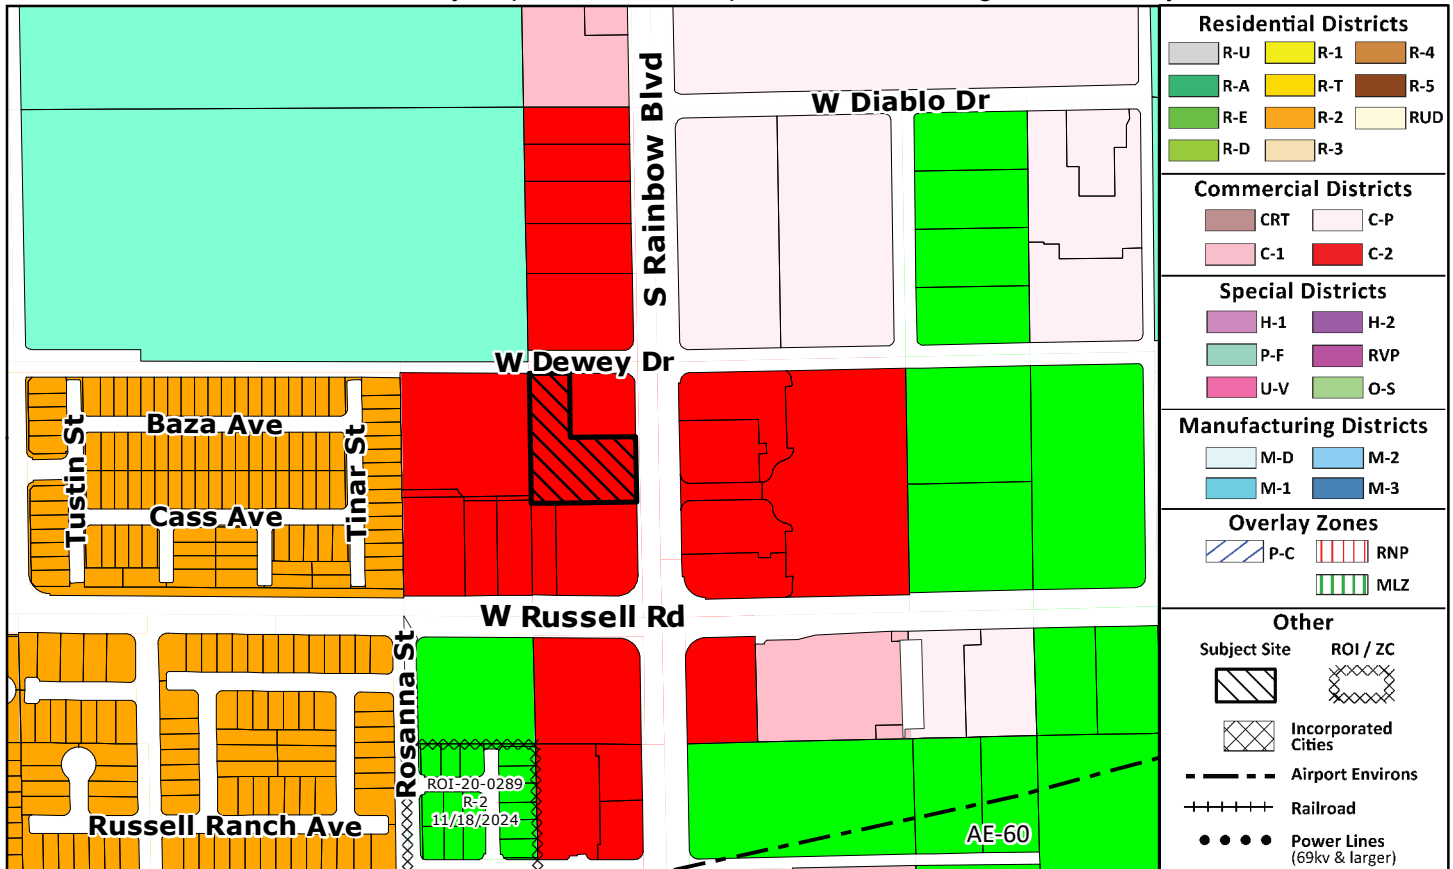 W Diablo Dr
S Rainbow Blvd
W Dewey Dr
Baza Ave
Tustin St
Tinar St
Cass Ave
W Russell Rd
Rosanna St
ROI-20-0289
R-2
11/18/2024
Russell Ranch Ave
AE-60
Residential Districts
R-U R-1 R-4
R-A R-T R-5
R-E R-2 RUD
R-D R-3
Commercial Districts
CRT C-P
C-1 C-2
Special Districts
H-1 H-2
P-F RVP
U-V O-S
Manufacturing Districts
M-D M-2
M-1 M-3
Overlay Zones
P-C RNP
MLZ
Other
Subject Site ROI / ZC
Incorporated
Cities
Airport Environs
Railroad
Power Lines
(69kv & larger)